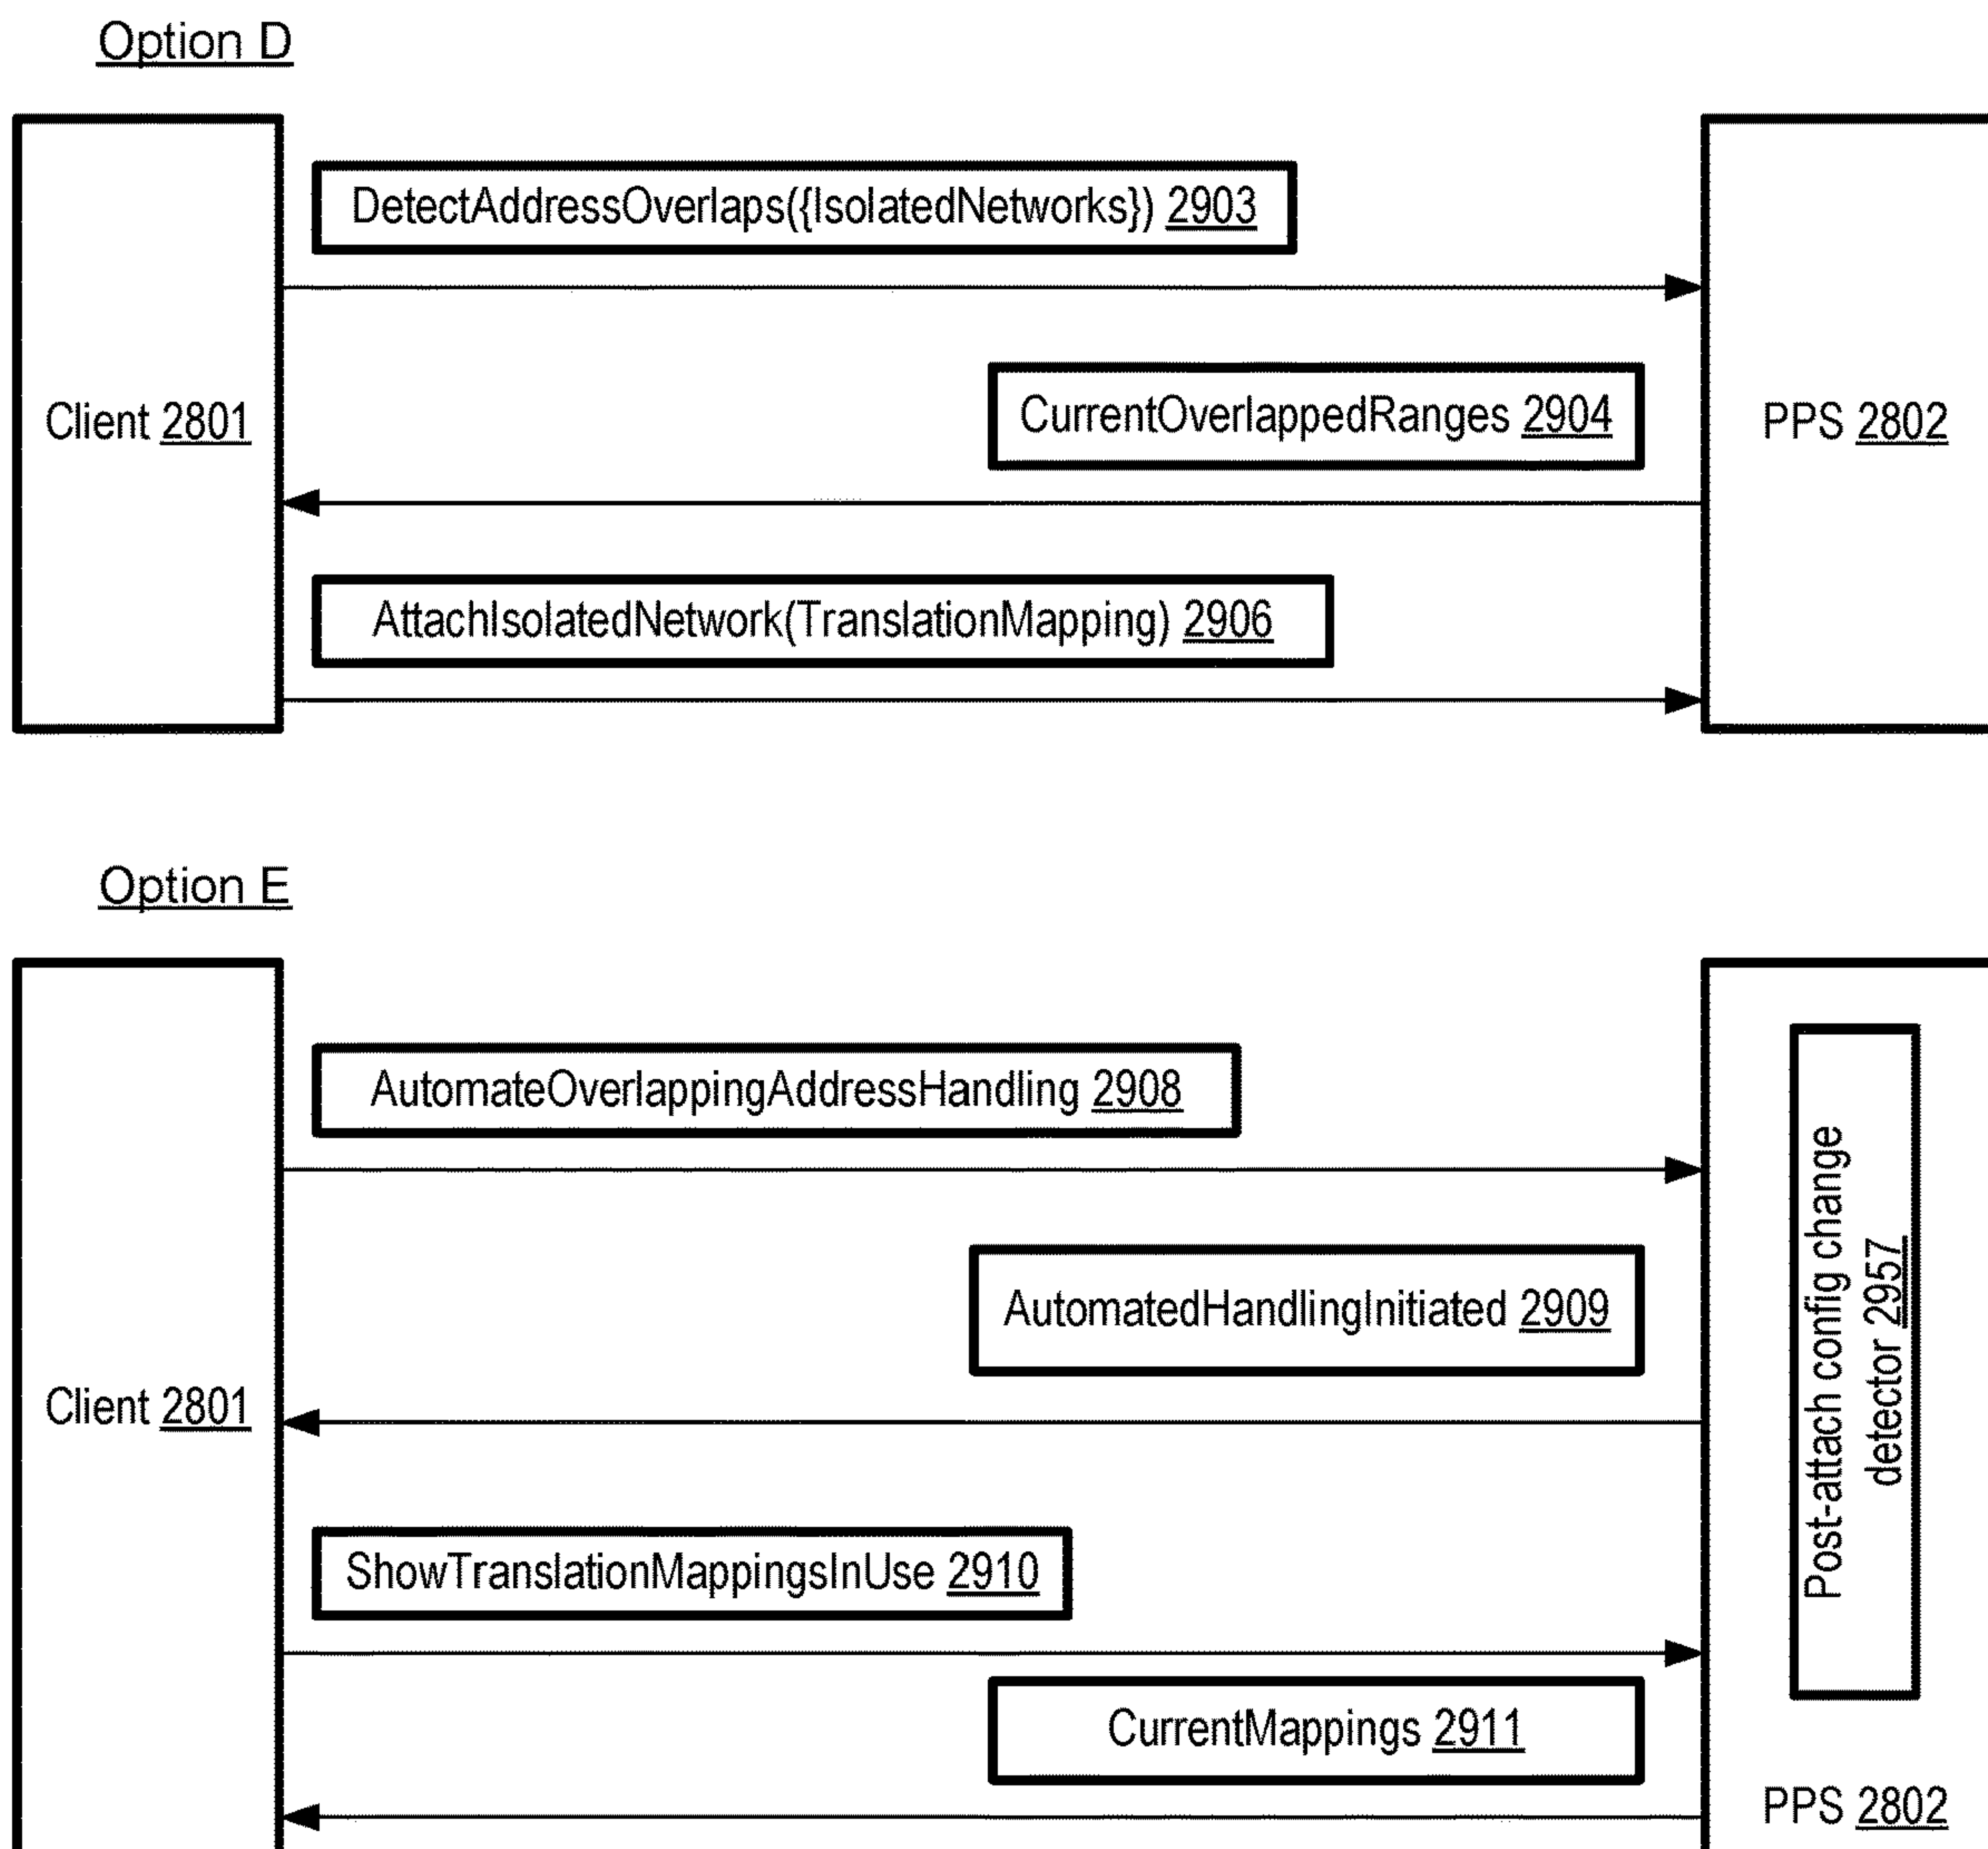 Option D
DetectAddressOverlaps({IsolatedNetworks}) 2903
CurrentOverlappedRanges 2904
Client 2801
PPS 2802
AttachIsolatedNetwork(TranslationMapping) 2906
Option E
AutomateOverlappingAddressHandling 2908
AutomatedHandlingInitiated 2909
Client 2801
Post-attach config change
detector 2957
ShowTranslationMappingsInUse 2910
CurrentMappings 2911
PPS 2802